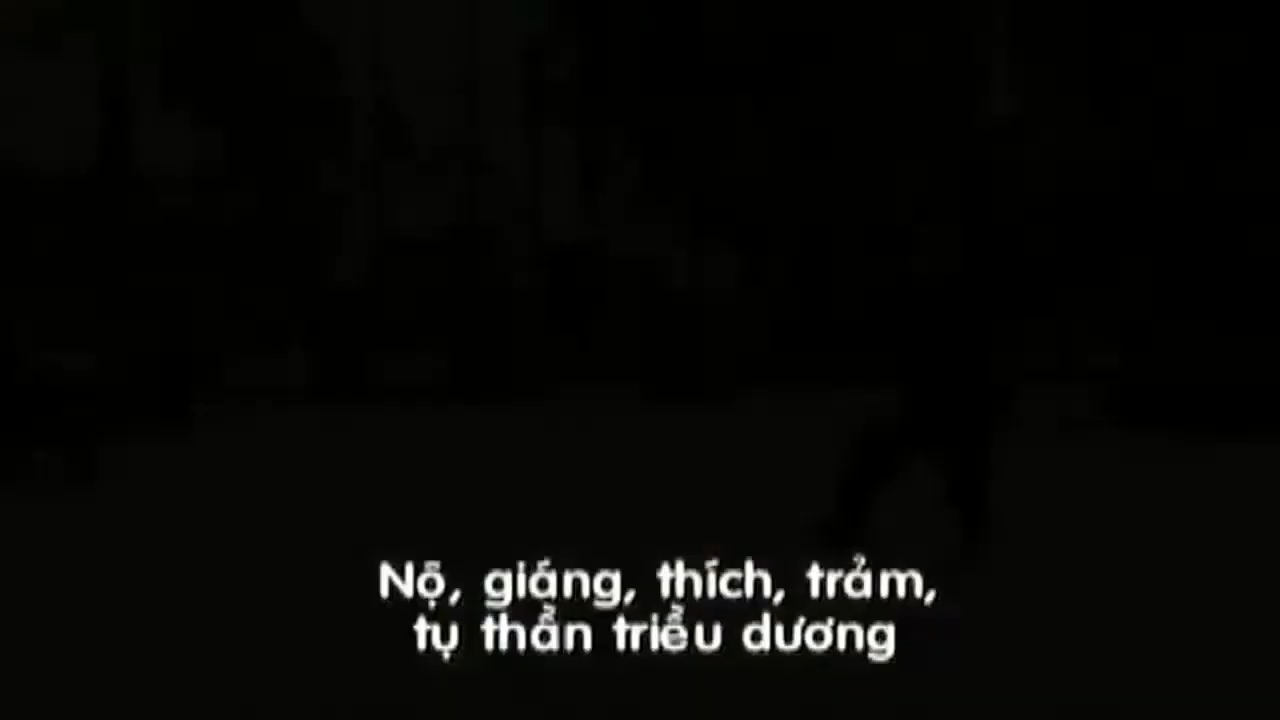 Nộ, giáng, thích, trảm,
tụ thần triều dương